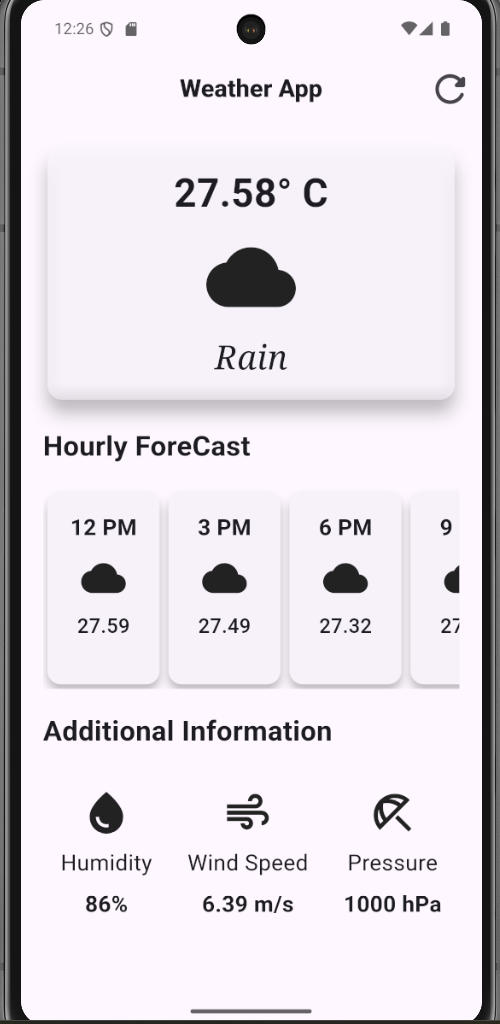 12:26
Weather App
27.58° C
Rain
Hourly ForeCast
12 PM 3 PM 6 PM 9
27.59 27.49 27.32 27
Additional Information
Humidity Wind Speed Pressure
86% 6.39 m/s 1000 hPa